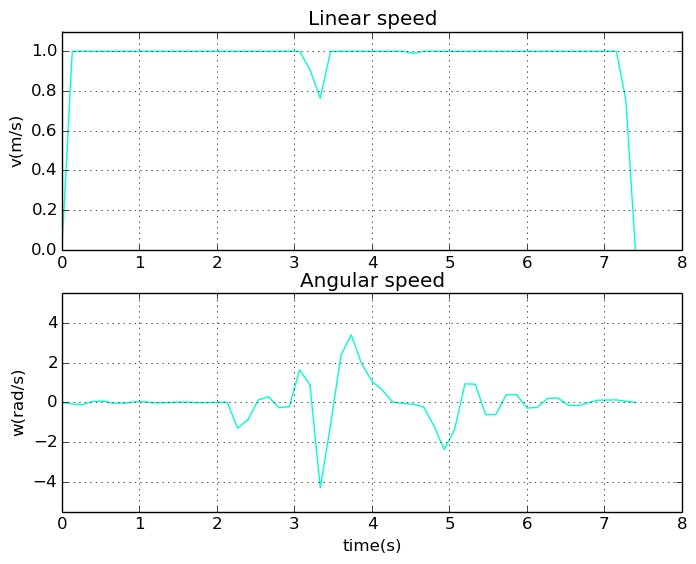 Linear speed
1.0
0.8
0.6
0.4
0.2
0.0
v(m/s)
0 1 2 3 4 5 6 7 8
Angular speed
4
2
0
−2
−4
w(rad/s)
0 1 2 3 4 5 6 7 8
time(s)